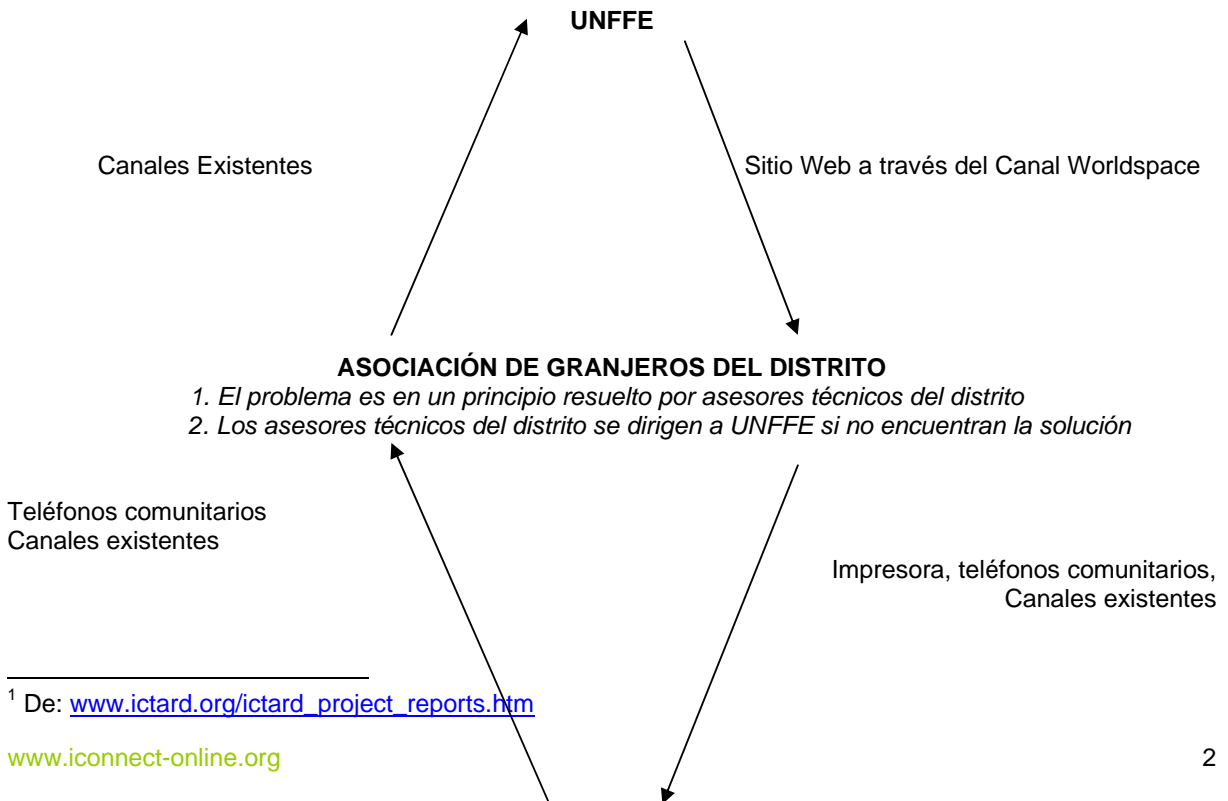 UNFFE
Canales Existentes
Sitio Web a través del Canal Worldspace
ASOCIACIÓN DE GRANJEROS DEL DISTRITO
1. El problema es en un principio resuelto por asesores técnicos del distrito
2. Los asesores técnicos del distrito se dirigen a UNFFE si no encuentran la solución
Teléfonos comunitarios
Canales existentes
Impresora, teléfonos comunitarios,
Canales existentes
1 De: www.ictard.org/ictard_project_reports.htm
www.iconnect-online.org
2